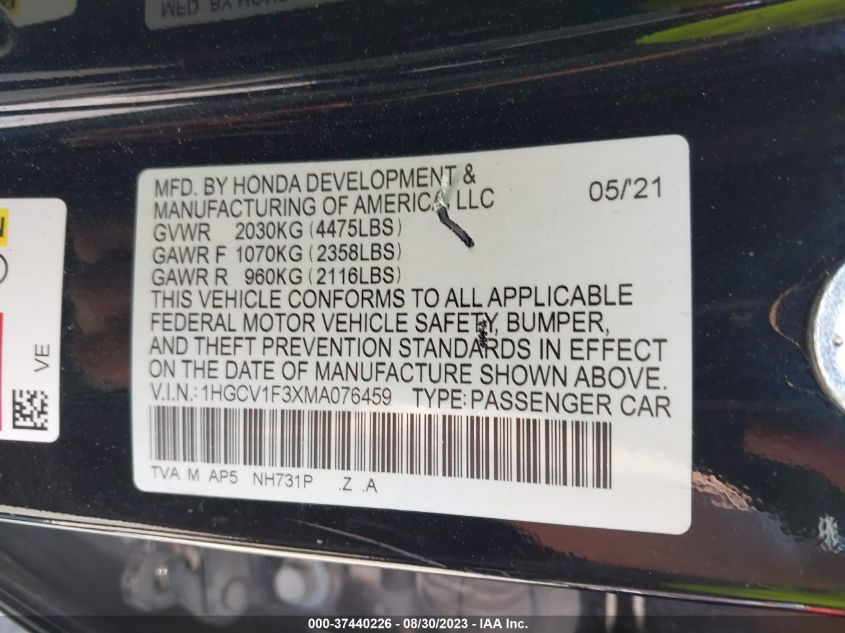 MFD. BY HONDA DEVELOPMENT &
MANUFACTURING OF AMERICA, LLC
05/'21
GVWR 2030KG (4475LBS)
GAWR F 1070KG (2358LBS)
GAWR R 960KG (2116LBS)
THIS VEHICLE CONFORMS TO ALL APPLICABLE
FEDERAL MOTOR VEHICLE SAFETY, BUMPER,
AND THEFT PREVENTION STANDARDS IN EFFECT
ON THE DATE OF MANUFACTURE SHOWN ABOVE.
V.I.N.: 1HGCV1F3XMA076459 TYPE: PASSENGER CAR
TVA M AP5 NH731P .Z .A
VE
000-37440226 - 08/30/2023 - IAA Inc.